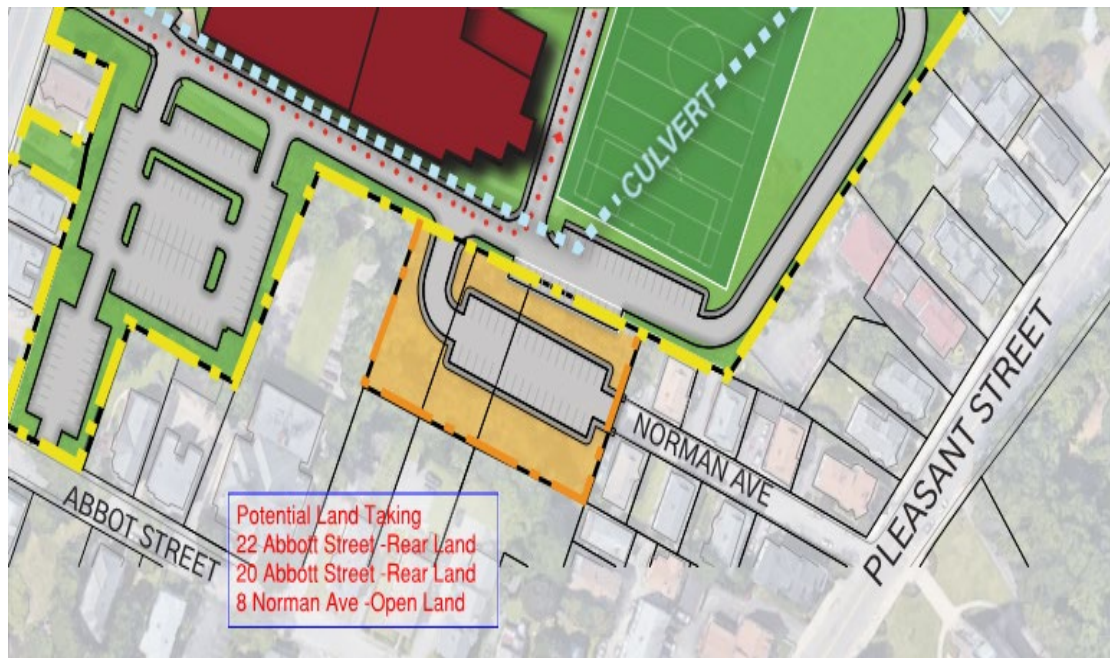 CULVERT
NORMAN AVE
PLEASANT STREET
ABBOT STREET
Potential Land Taking
22 Abbott Street -Rear Land
20 Abbott Street -Rear Land
8 Norman Ave -Open Land